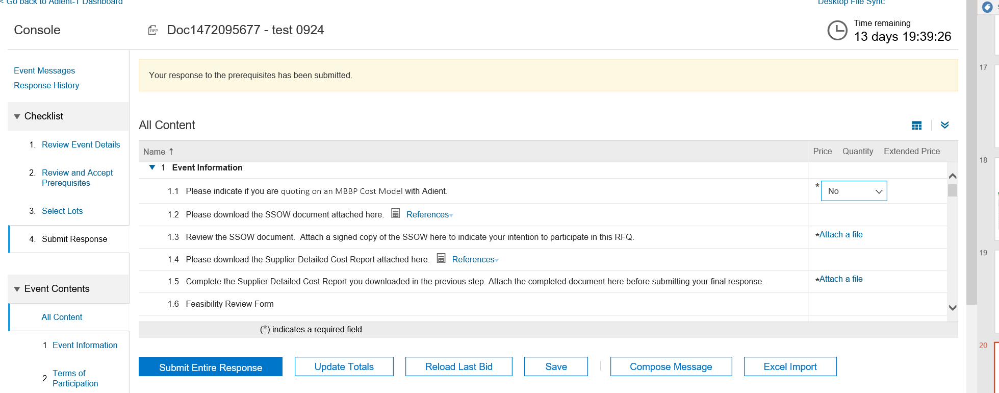 < Go back to Adient-1 Dashboard
Desktop File Sync
Console
RFP
Doc1472095677 - test 0924
Time remaining
13 days 19:39:26
Event Messages
Response History
Your response to the prerequisites has been submitted.
Checklist
1. Review Event Details
2. Review and Accept
Prerequisites
3. Select Lots
4. Submit Response
Event Contents
All Content
1 Event Information
2 Terms of
Participation
All Content
Name ↑ Price Quantity Extended Price
1 Event Information
1.1 Please indicate if you are quoting on an MBBP Cost Model with Adient. * No
1.2 Please download the SSOW document attached here. References
1.3 Review the SSOW document.  Attach a signed copy of the SSOW here to indicate your intention to participate in this RFQ. *Attach a file
1.4 Please download the Supplier Detailed Cost Report attached here. References
1.5 Complete the Supplier Detailed Cost Report you downloaded in the previous step. Attach the completed document here before submitting your final response. *Attach a file
1.6 Feasibility Review Form
(*) indicates a required field
Submit Entire Response Update Totals Reload Last Bid Save Compose Message Excel Import
17
18
19
20